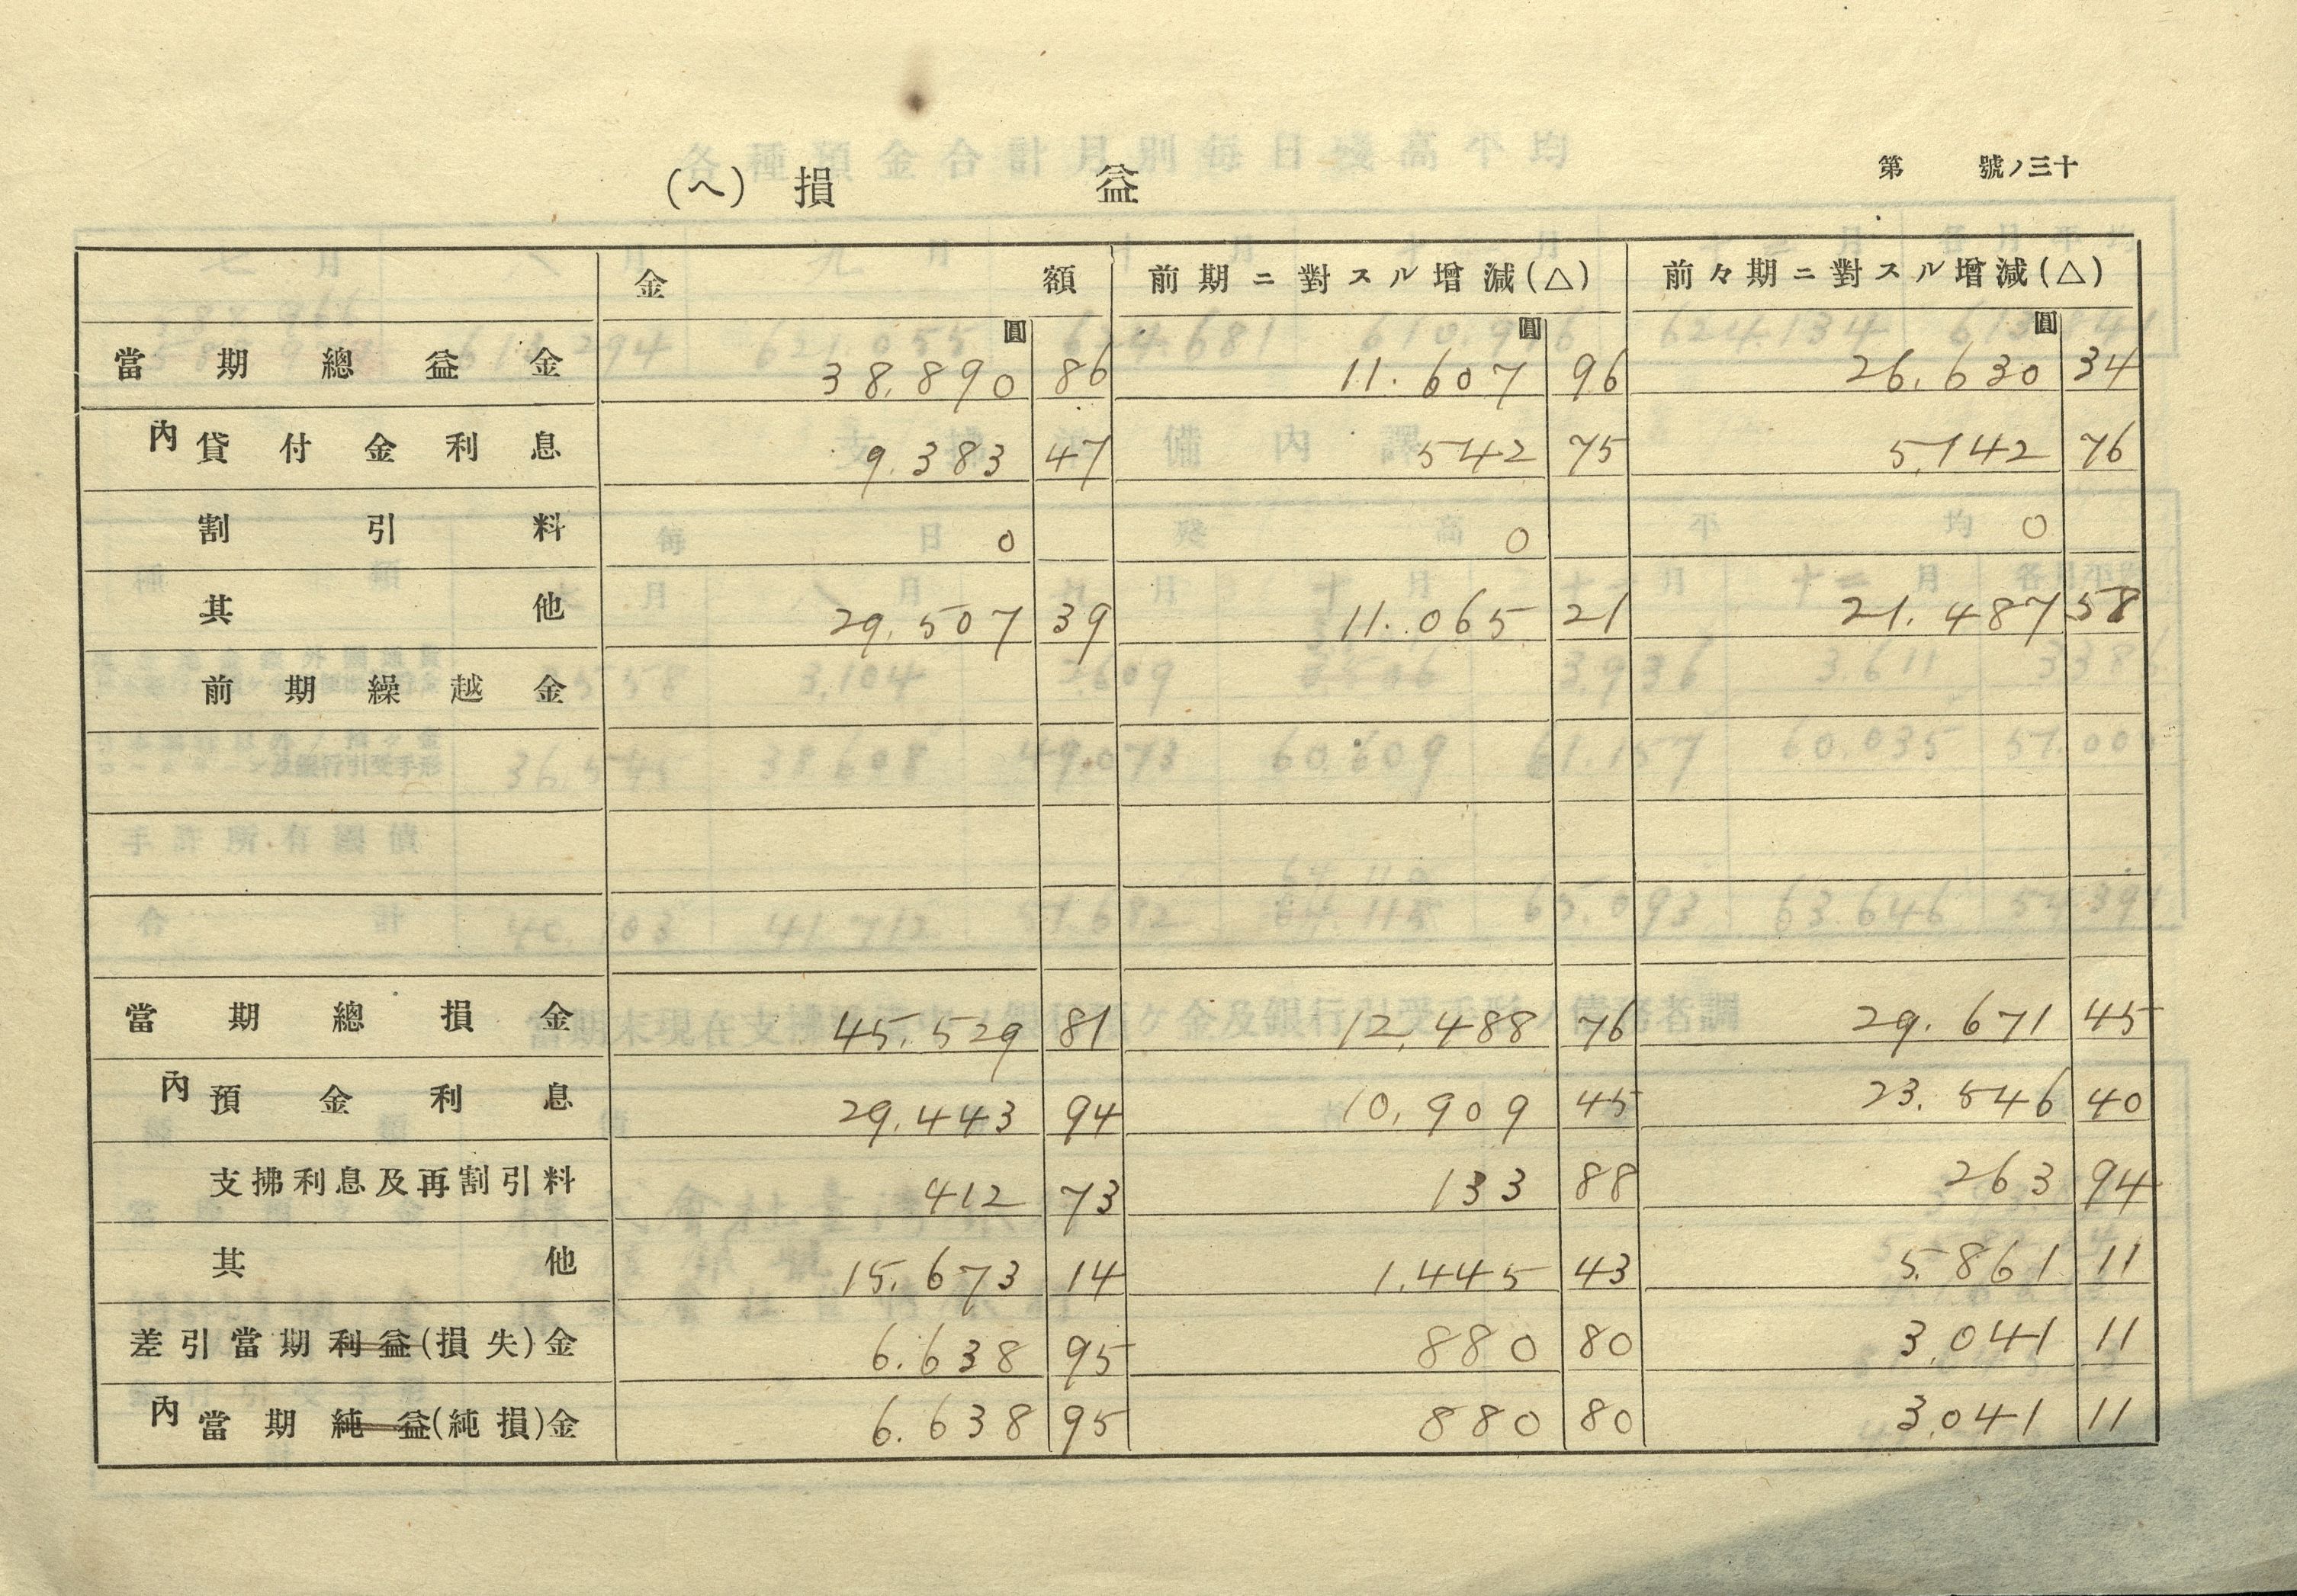 第　　號ノ三十
(ヘ) 損　　益
金　額　前期ニ對スル増減(△)　前々期ニ對スル増減(△)
圓　圓　圓
當期總益金　38.890 86　11.607 96　26.630 34
內貸付金利息　9.383 47　542 75　5.142 76
割引料　0　0　0
其他　29.507 39　11.065 21　21.487 58
前期繰越金
當期總損金　45.529 81　12.488 76　29.671 45
內預金利息　29.443 94　10.909 45　23.546 40
支拂利息及再割引料　412 73　133 88　263 94
其他　15.673 14　1.445 43　5.861 11
差引當期利益(損失)金　6.638 95　880 80　3.041 11
內當期純益(純損)金　6.638 95　880 80　3.041 11